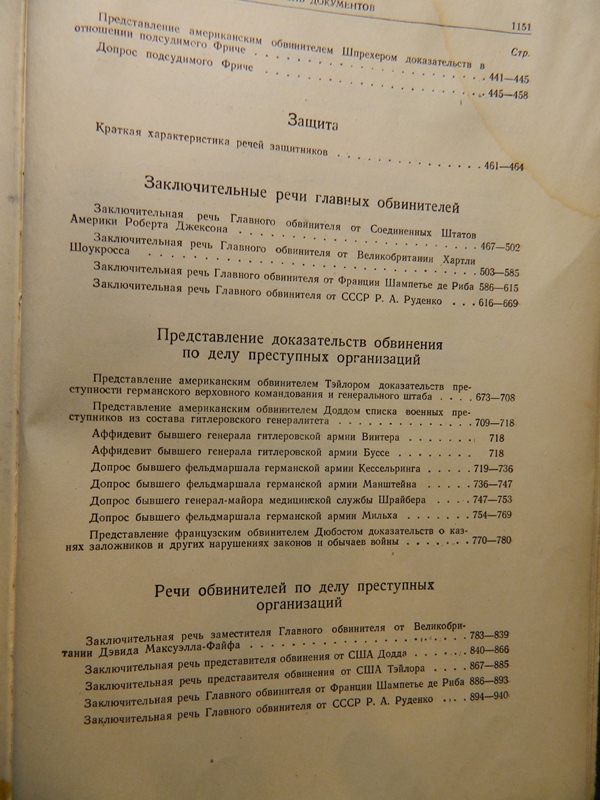 ДОКУМЕНТОВ
1151
Стр.
Представление американским обвинителем Шпрехером доказательств в
отношении подсудимого Фриче . . . . . . . . . . . . . . . 441—445
Допрос подсудимого Фриче . . . . . . . . . . . . . . . 445—458
Защита
Краткая характеристика речей защитников . . . . . . . . . . . 461—464
Заключительные речи главных обвинителей
Заключительная речь Главного обвинителя от Соединенных Штатов
Америки Роберта Джексона . . . . . . . . . . . . . . . 467—502
Заключительная речь Главного обвинителя от Великобритании Хартли
Шоукросса . . . . . . . . . . . . . . . . . . . . 503—585
Заключительная речь Главного обвинителя от Франции Шампетье де Риба 586—615
Заключительная речь Главного обвинителя от СССР Р. А. Руденко . . . 616—669
Представление доказательств обвинения
по делу преступных организаций
Представление американским обвинителем Тэйлором доказательств пре-
ступности германского верховного командования и генерального штаба . . . . 673—708
Представление американским обвинителем Доддом списка военных пре-
ступников из состава гитлеровского генералитета . . . . . . . . . 709—718
Аффидевит бывшего генерала гитлеровской армии Винтера . . . . . . . 718
Аффидевит бывшего генерала гитлеровской армии Буссе . . . . . . . 718
Допрос бывшего фельдмаршала германской армии Кессельринга . . . . . 719—736
Допрос бывшего фельдмаршала германской армии Манштейна . . . . . 736—747
Допрос бывшего генерал-майора медицинской службы Шрайбера . . . . 747—753
Допрос бывшего фельдмаршала германской армии Мильха . . . . . . 754—769
Представление французским обвинителем Дюбостом доказательств о каз-
нях заложников и других нарушениях законов и обычаев войны . . . . . . . 770—780
Речи обвинителей по делу преступных
организаций
Заключительная речь заместителя Главного обвинителя от Великобри-
тании Дэвида Максуэлла-Файфа . . . . . . . . . . . . . . . 783—839
Заключительная речь представителя обвинения от США Додда . . . . . . 840—866
Заключительная речь представителя обвинения от США Тэйлора . . . . 867—885
Заключительная речь Главного обвинителя от Франции Шампетье де Риба 886—893
Заключительная речь Главного обвинителя от СССР Р. А. Руденко . . . . 894—940